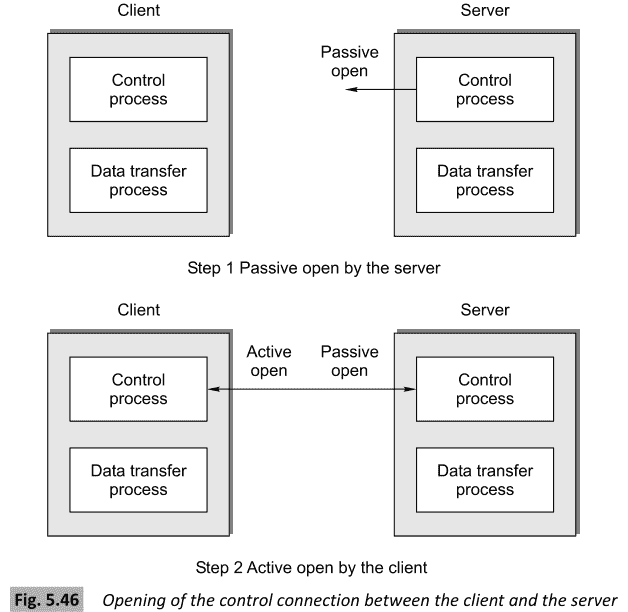 Client
Server
Passive
open
Control
process
Control
process
Data transfer
process
Data transfer
process
Step 1 Passive open by the server
Client
Server
Active
open
Passive
open
Control
process
Control
process
Data transfer
process
Data transfer
process
Step 2 Active open by the client
Fig. 5.46 Opening of the control connection between the client and the server